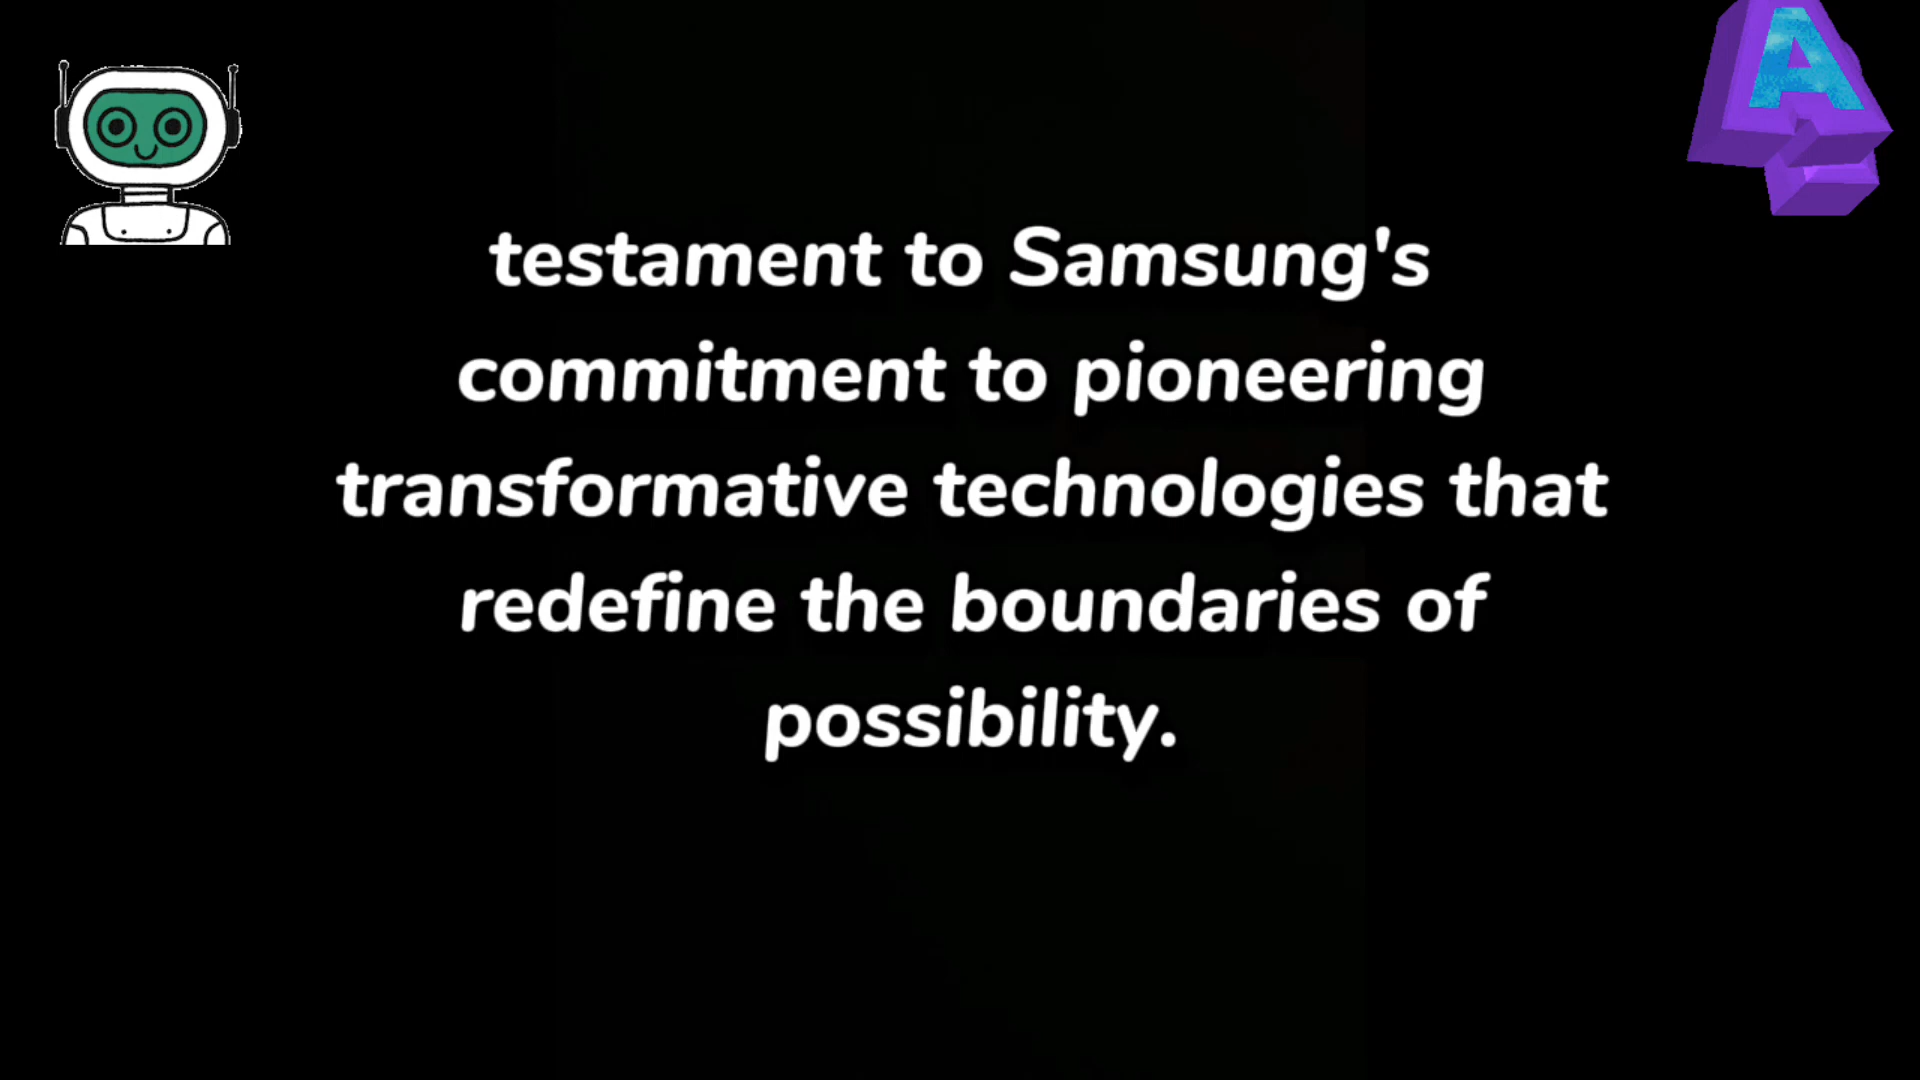 A
testament to Samsung's
commitment to pioneering
transformative technologies that
redefine the boundaries of
possibility.